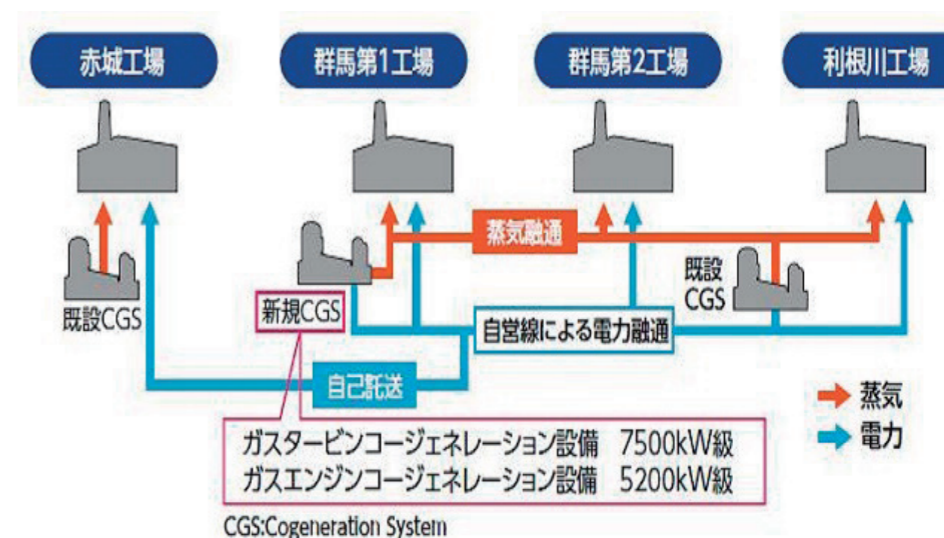 赤城工場
群馬第1工場
群馬第2工場
利根川工場
蒸気融通
既設CGS
新規CGS
既設
CGS
自営線による電力融通
自己託送
蒸気
電力
ガスタービンコージェネレーション設備 7500kW級
ガスエンジンコージェネレーション設備 5200kW級
CGS:Cogeneration System